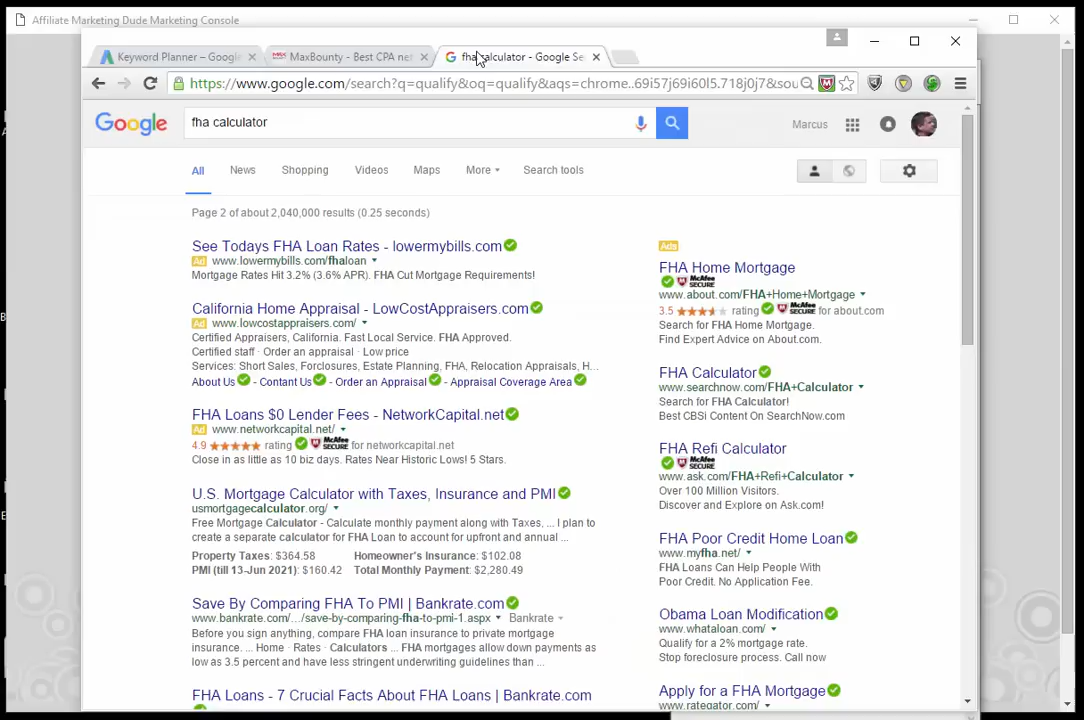 Affiliate Marketing Dude Marketing Console
Keyword Planner – Google
MaxBounty - Best CPA net
fha calculator - Google Se
https://www.google.com/search?q=qualify&oq=qualify&aqs=chrome..69i57j69i60l5.718j0j7&sou
Google
fha calculator
Marcus
All
News
Shopping
Videos
Maps
More
Search tools
Page 2 of about 2,040,000 results (0.25 seconds)
See Todays FHA Loan Rates - lowermybills.com
Ad www.lowermybills.com/fhaloan
Mortgage Rates Hit 3.2% (3.6% APR). FHA Cut Mortgage Requirements!
California Home Appraisal - LowCostAppraisers.com
Ad www.lowcostappraisers.com/
Certified Appraisers, California. Fast Local Service. FHA Approved.
Certified staff · Order an appraisal · Low price
Services: Short Sales, Forclosures, Estate Planning, FHA, Relocation Appraisals, H...
About Us - Contact Us - Order an Appraisal - Appraisal Coverage Area
FHA Loans $0 Lender Fees - NetworkCapital.net
Ad www.networkcapital.net/
4.9 ★★★★★ rating McAfee SECURE for networkcapital.net
Close in as little as 10 biz days. Rates Near Historic Lows! 5 Stars.
U.S. Mortgage Calculator with Taxes, Insurance and PMI
usmortgagecalculator.org/
Free Mortgage Calculator - Calculate monthly payment along with Taxes, ... I plan to
create a separate calculator for FHA Loan to account for upfront and annual ...
Property Taxes: $364.58 Homeowner's Insurance: $102.08
PMI (till 13-Jun 2021): $160.42 Total Monthly Payment: $2,280.49
Save By Comparing FHA To PMI | Bankrate.com
www.bankrate.com/.../save-by-comparing-fha-to-pmi-1.aspx Bankrate
Before you sign anything, compare FHA loan insurance to private mortgage
insurance. ... Home · Rates · Calculators ... FHA mortgages allow down payments as
low as 3.5 percent and have less stringent underwriting guidelines than ...
FHA Loans - 7 Crucial Facts About FHA Loans | Bankrate.com
Ads
FHA Home Mortgage
McAfee SECURE
www.about.com/FHA+Home+Mortgage
3.5 ★★★★ rating McAfee SECURE for about.com
Search for FHA Home Mortgage.
Find Expert Advice on About.com.
FHA Calculator
www.searchnow.com/FHA+Calculator
Search for FHA Calculator!
Best CBSi Content On SearchNow.com
FHA Refi Calculator
McAfee SECURE
www.ask.com/FHA+Refi+Calculator
Over 100 Million Visitors.
Discover and Explore on Ask.com!
FHA Poor Credit Home Loan
www.myfha.net/
FHA Loans Can Help People With
Poor Credit. No Application Fee.
Obama Loan Modification
www.whataloan.com/
Qualify for a 2% mortgage rate.
Stop foreclosure process. Call now
Apply for a FHA Mortgage
www.rategator.com/